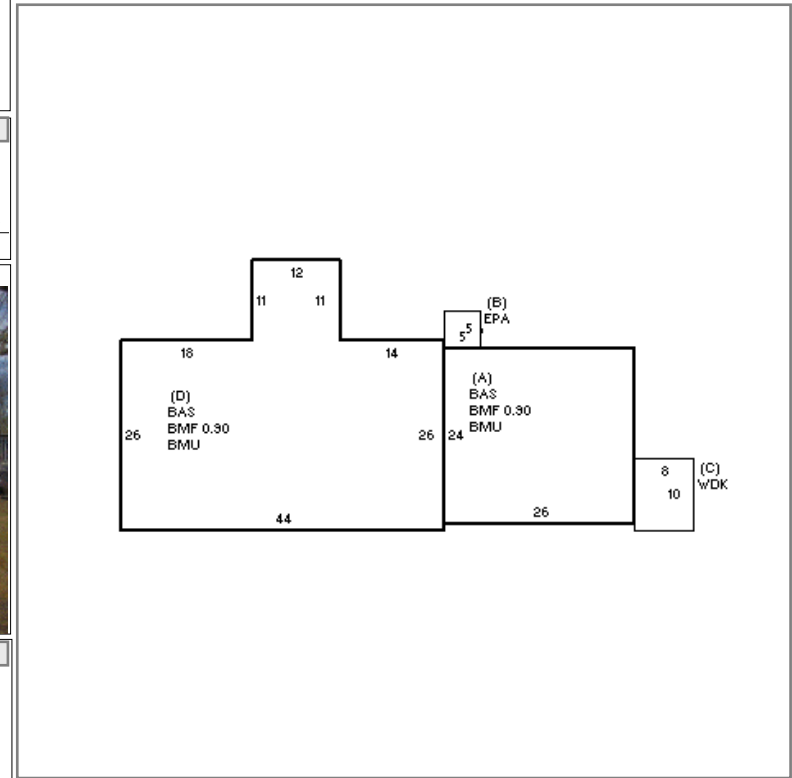 12
11 11
(B)
EPA
5
5
18
14
(A)
BAS
BMF 0.90
BMU
(D)
BAS
BMF 0.90
BMU
26
26
24
(C)
WDK
8
10
44
26